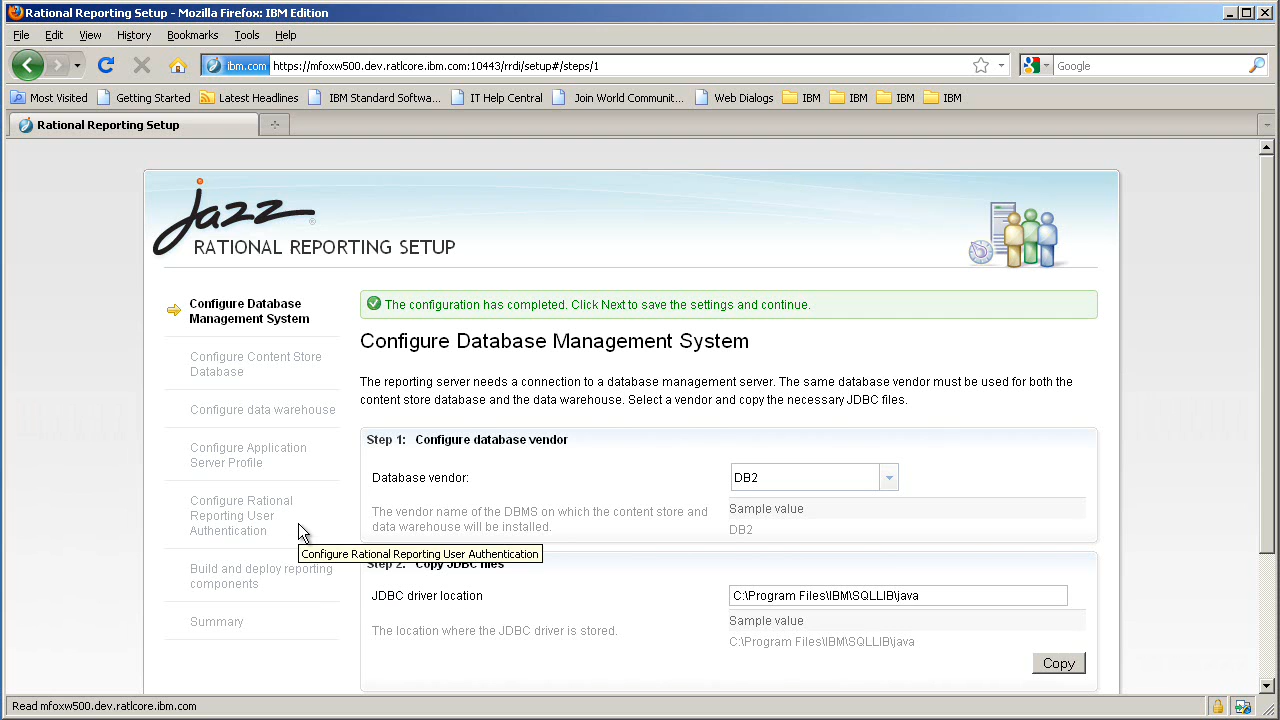 Rational Reporting Setup - Mozilla Firefox: IBM Edition
File Edit View History Bookmarks Tools Help
ibm.com https://mfoxw500.dev.ratlcore.ibm.com:10443/rrdi/setup#/steps/1
Google
Most Visited Getting Started Latest Headlines IBM Standard Softwa... IT Help Central Join World Communit... Web Dialogs IBM IBM IBM IBM
Rational Reporting Setup
jazz
RATIONAL REPORTING SETUP
Configure Database
Management System
Configure Content Store
Database
Configure data warehouse
Configure Application
Server Profile
Configure Rational
Reporting User
Authentication
Build and deploy reporting
components
Summary
The configuration has completed. Click Next to save the settings and continue.
Configure Database Management System
The reporting server needs a connection to a database management server. The same database vendor must be used for both the
content store database and the data warehouse. Select a vendor and copy the necessary JDBC files.
Step 1: Configure database vendor
Database vendor:
DB2
The vendor name of the DBMS on which the content store and
data warehouse will be installed.
Sample value
DB2
Configure Rational Reporting User Authentication
Step 2: Copy JDBC files
JDBC driver location
C:\Program Files\IBM\SQLLIB\java
The location where the JDBC driver is stored.
Sample value
C:\Program Files\IBM\SQLLIB\java
Copy
Read mfoxw500.dev.ratlcore.ibm.com